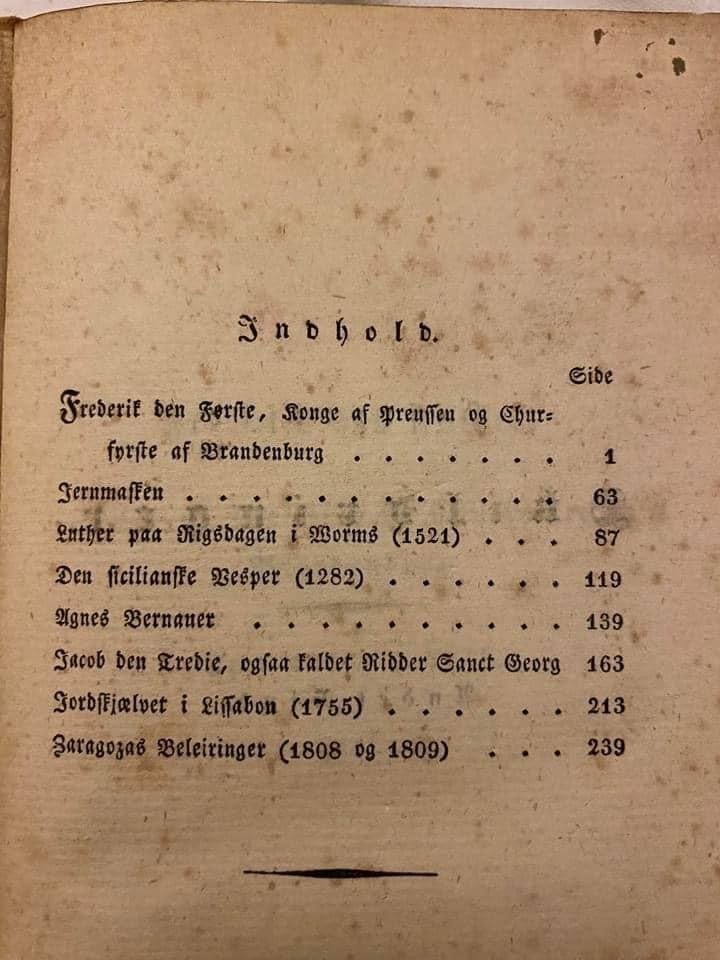 Indhold.
Side
Frederik den Første, Konge af Preussen og Chur=
fyrste af Brandenburg . . . . . . . 1
Jernmasken . . . . . . . . . . . . 63
Luther paa Rigsdagen i Worms (1521) . . . 87
Den sicilianske Vesper (1282) . . . . . . 119
Agnes Bernauer . . . . . . . . . . 139
Jacob den Tredie, ogsaa kaldet Ridder Sanct Georg 163
Jordskjælvet i Lissabon (1755) . . . . . . 213
Zaragozas Beleiringer (1808 og 1809) . . . 239